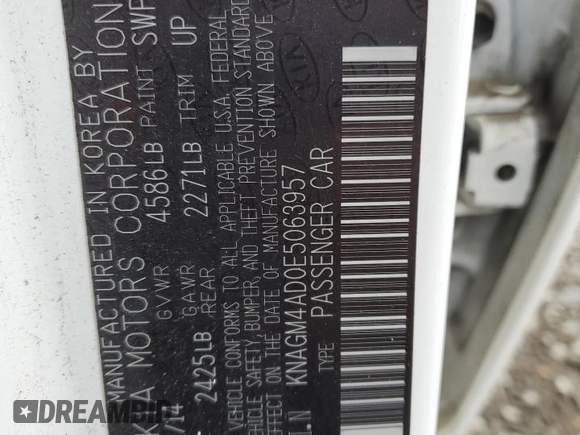 MANUFACTURED IN KOREA BY
KIA MOTORS CORPORATION
GVWR 4586LB PAINT SWP
2425LB GAWR REAR 2271LB TRIM UP
VEHICLE CONFORMS TO ALL APPLICABLE U.S.A. FEDERAL
VEHICLE SAFETY, BUMPER, AND THEFT PREVENTION STANDARD
EFFECT ON THE DATE OF MANUFACTURE SHOWN ABOVE
I.N KNAGM4AD0E5063957
TYPE PASSENGER CAR
KIA
DREAMBID